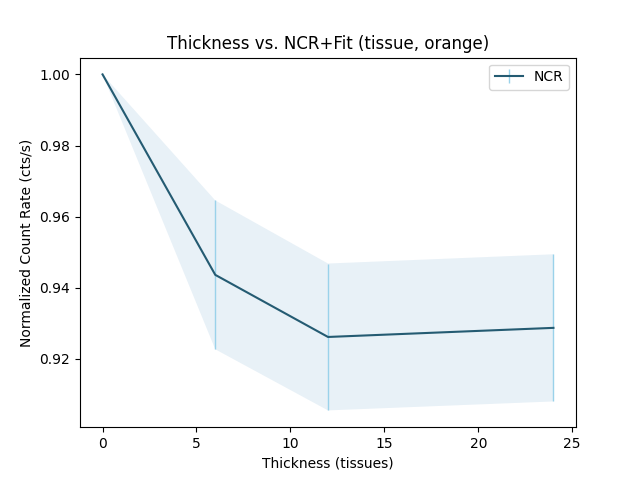 Thickness vs. NCR+Fit (tissue, orange)
NCR
1.00
0.98
0.96
0.94
0.92
Normalized Count Rate (cts/s)
0 5 10 15 20 25
Thickness (tissues)